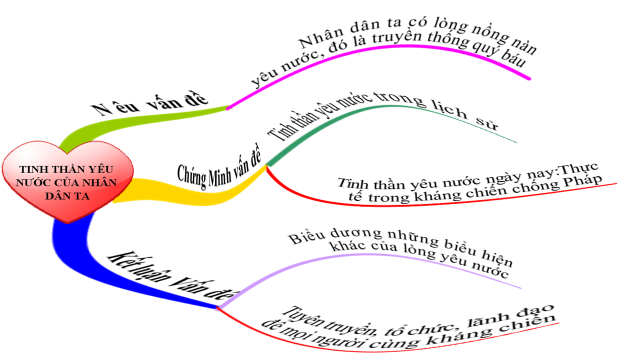 TINH THẦN YÊU
NƯỚC CỦA NHÂN
DÂN TA
Nêu vấn đề
Nhân dân ta có lòng nồng nàn
yêu nước, đó là truyền thống quý báu
Chứng Minh vấn đề
Tinh thần yêu nước trong lịch sử
Tinh thần yêu nước ngày nay:Thực
tế trong kháng chiến chống Pháp
Kết luận Vấn đề
Biểu dương những biểu hiện
khác của lòng yêu nước
Tuyên truyền, tổ chức, lãnh đạo
để mọi người cùng kháng chiến